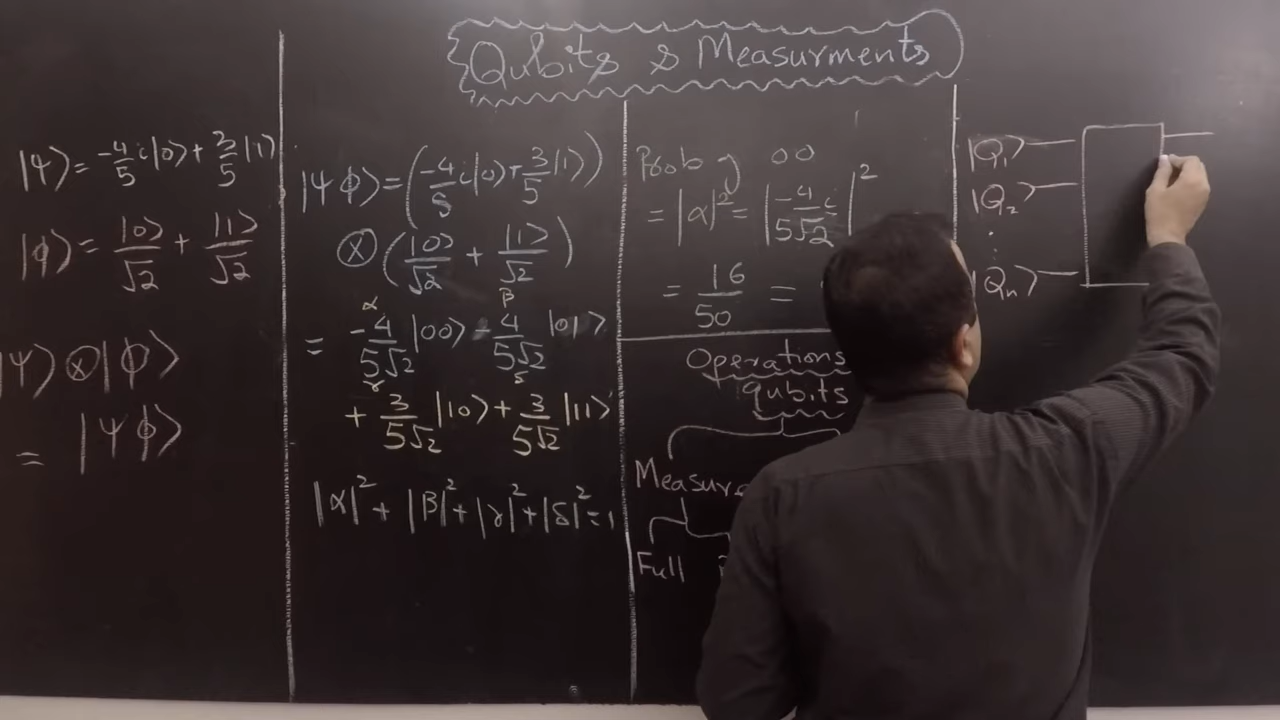 Qubits & Measurments
|ψ⟩ = -4/5 i|0⟩ + 3/5 |1⟩
|ϕ⟩ = |0⟩/√2 + |1⟩/√2
|ψ⟩ ⊗ |ϕ⟩
= |ψϕ⟩
|ψϕ⟩ = (-4/5 i|0⟩ + 3/5 |1⟩)
⊗ (|0⟩/√2 + |1⟩/√2)
α β
= -4/5√2 |00⟩ - 4/5√2 |01⟩
γ δ
+ 3/5√2 |10⟩ + 3/5√2 |11⟩
|α|² + |β|² + |γ|² + |δ|² = 1
Prob of 00
= |α|² = |-4i/5√2|²
= 16/50 =
Operations
qubits
Measure
Full
|Q₁⟩
|Q₂⟩
⋮
|Qₙ⟩